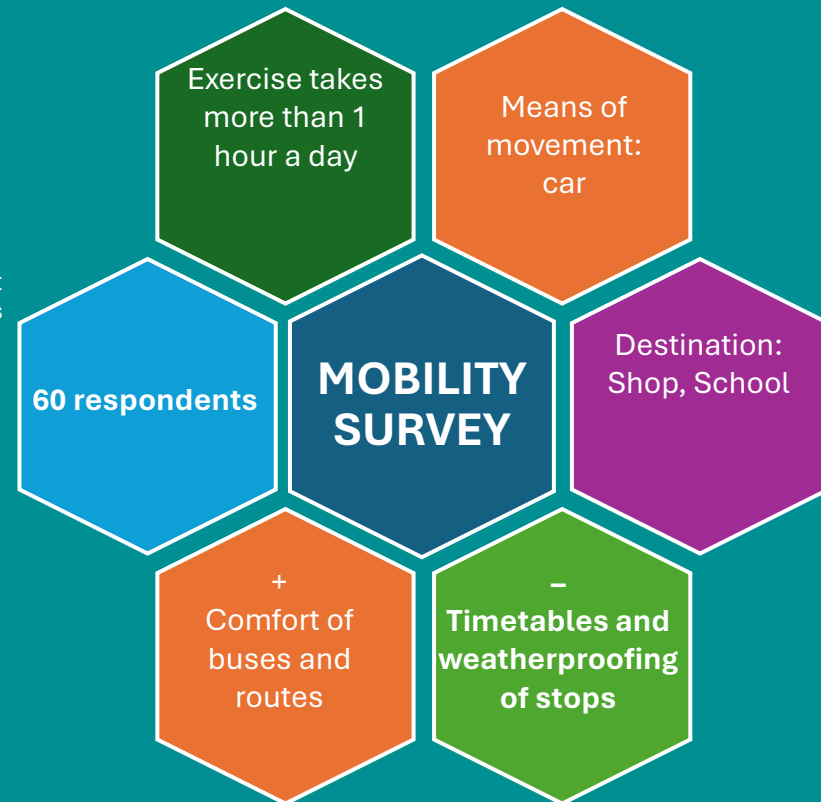 Exercise takes
more than 1
hour a day
Means of
movement:
car
60 respondents
MOBILITY
SURVEY
Destination:
Shop, School
+
Comfort of
buses and
routes
–
Timetables and
weatherproofing
of stops